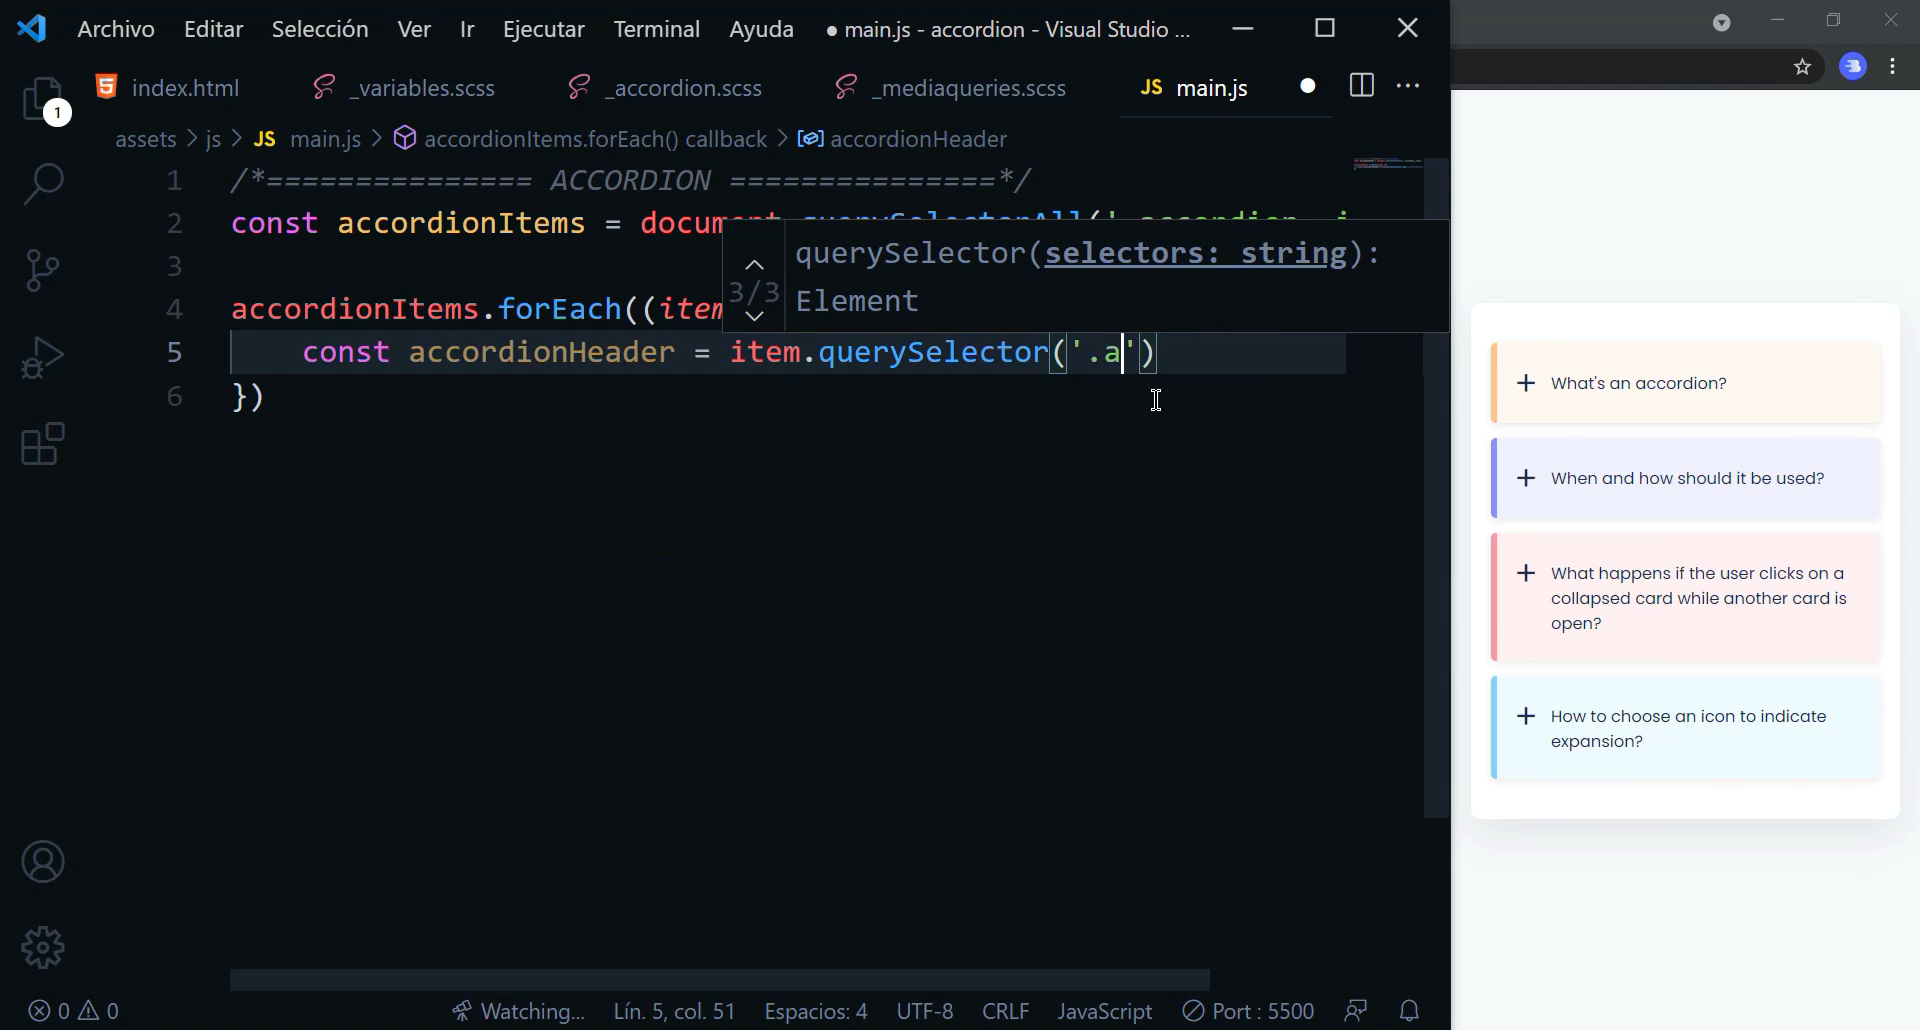 Archivo Editar Selección Ver Ir Ejecutar Terminal Ayuda ● main.js - accordion - Visual Studio ...
index.html _variables.scss _accordion.scss _mediaqueries.scss JS main.js
1
assets > js > JS main.js > accordionItems.forEach() callback > accordionHeader
1 /*=============== ACCORDION ===============*/
2 const accordionItems = document.querySelectorAll('.accordion__i
3
4 accordionItems.forEach((item
5 const accordionHeader = item.querySelector('.a')
6 })
3/3
querySelector(selectors: string):
Element
What's an accordion?
When and how should it be used?
What happens if the user clicks on a
collapsed card while another card is
open?
How to choose an icon to indicate
expansion?
0 0 Watching... Lín. 5, col. 51 Espacios: 4 UTF-8 CRLF JavaScript Port : 5500